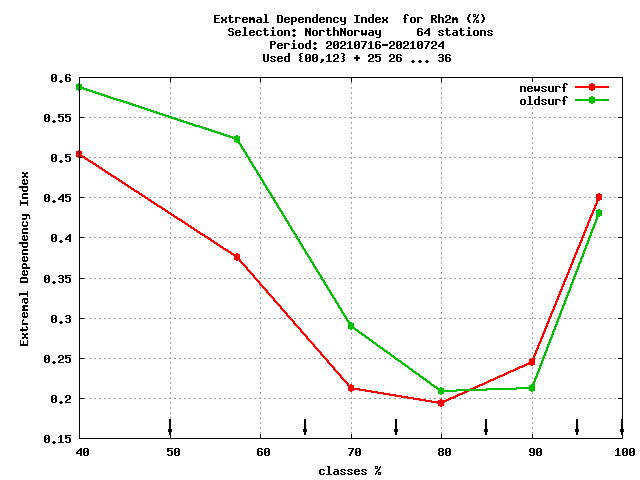 Extremal Dependency Index  for Rh2m (%)
Selection: NorthNorway     64 stations
Period: 20210716-20210724
Used {00,12} + 25 26 ... 36
newsurf
oldsurf
0.6
0.55
0.5
0.45
0.4
0.35
0.3
0.25
0.2
0.15
Extremal Dependency Index
40 50 60 70 80 90 100
classes %